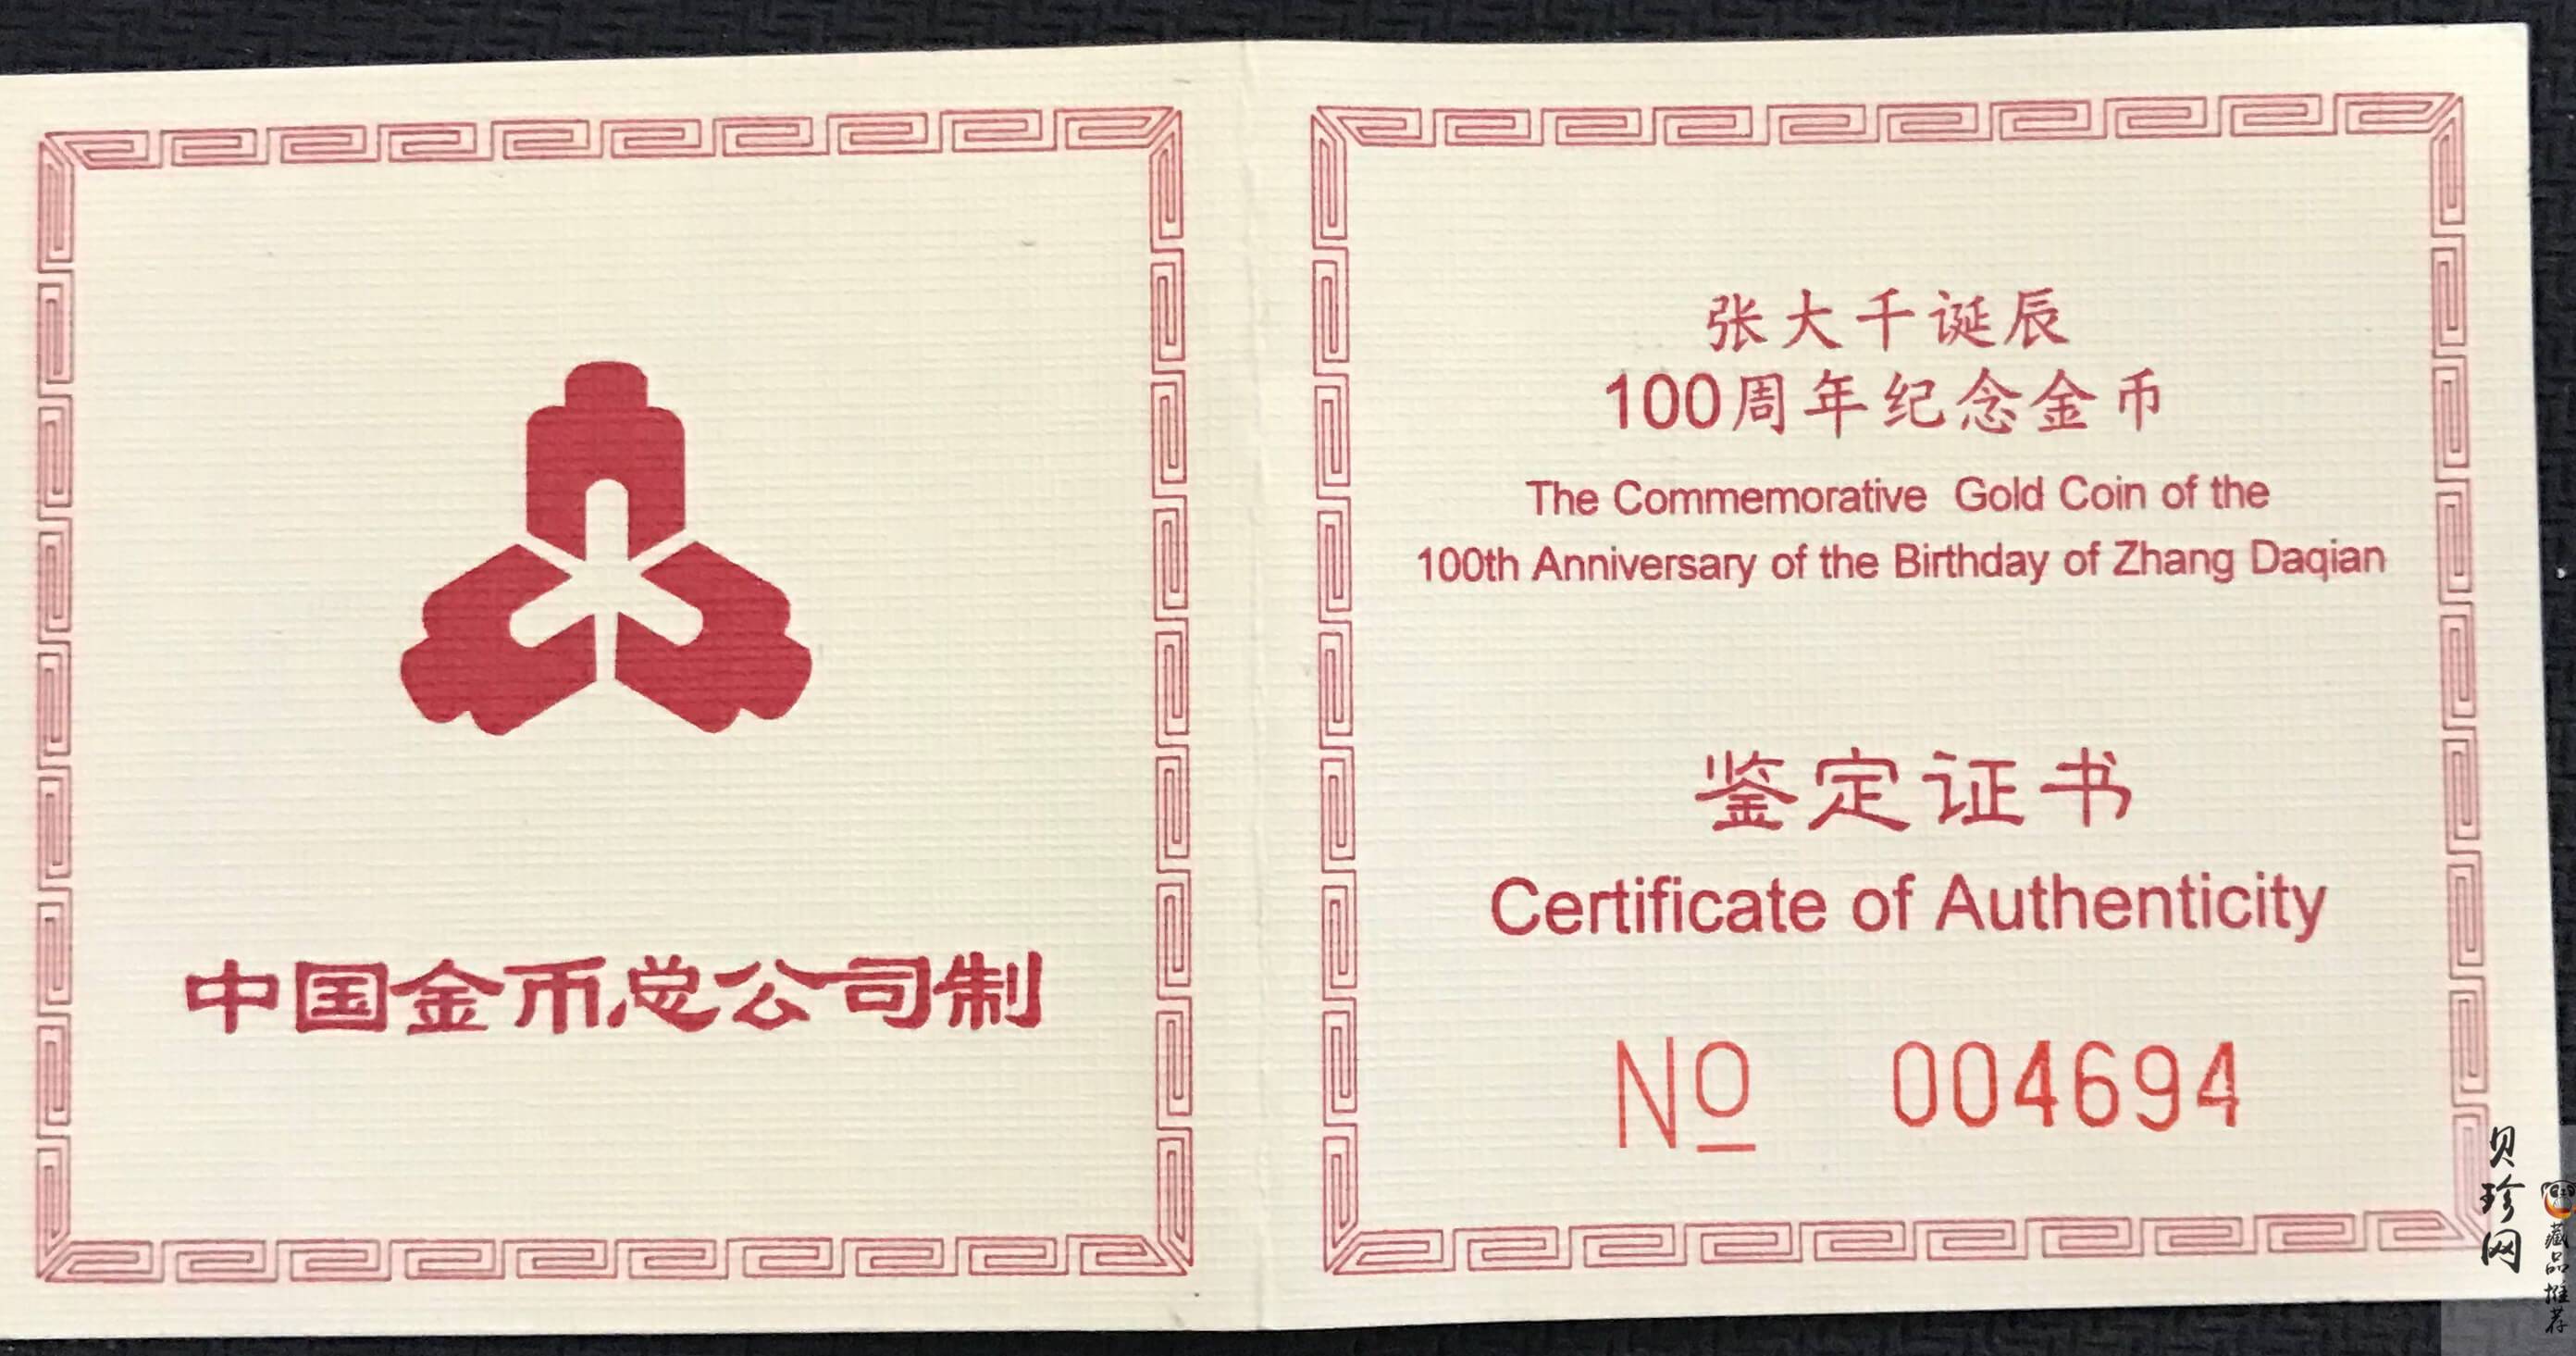 中国金币总公司制
张大千诞辰
100周年纪念金币
The Commemorative Gold Coin of the
100th Anniversary of the Birthday of Zhang Daqian
鉴定证书
Certificate of Authenticity
No 004694
贝珍网
藏品推荐